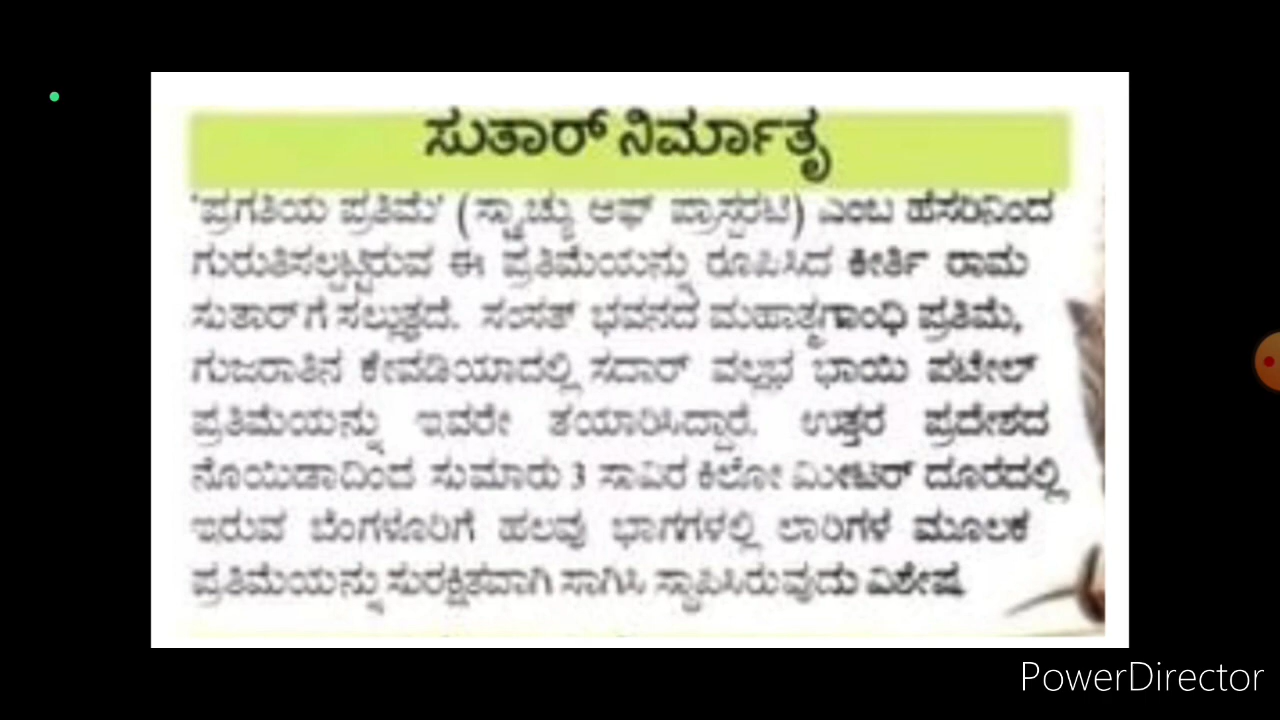 ಸುತಾರ್ ನಿರ್ಮಾತೃ
'ಪ್ರಗತಿಯ ಪ್ರತಿಮೆ' (ಸ್ಟ್ಯಾಚ್ಯು ಆಫ್ ಪ್ರಾಸ್ಪರಟಿ) ಎಂಬ ಹೆಸರಿನಿಂದ
ಗುರುತಿಸಲ್ಪಟ್ಟಿರುವ ಈ ಪ್ರತಿಮೆಯನ್ನು ರೂಪಿಸಿದ ಕೀರ್ತಿ ರಾಮ
ಸುತಾರ್ ಗೆ ಸಲ್ಲುತ್ತದೆ. ಸಂಸತ್ ಭವನದ ಮಹಾತ್ಮಗಾಂಧಿ ಪ್ರತಿಮೆ,
ಗುಜರಾತಿನ ಕೇವಡಿಯಾದಲ್ಲಿ ಸರ್ದಾರ್ ವಲ್ಲಭ ಭಾಯಿ ಪಟೇಲ್
ಪ್ರತಿಮೆಯನ್ನು ಇವರೇ ತಯಾರಿಸಿದ್ದಾರೆ. ಉತ್ತರ ಪ್ರದೇಶದ
ನೊಯಿಡಾದಿಂದ ಸುಮಾರು 3 ಸಾವಿರ ಕಿಲೋ ಮೀಟರ್ ದೂರದಲ್ಲಿ
ಇರುವ ಬೆಂಗಳೂರಿಗೆ ಹಲವು ಭಾಗಗಳಲ್ಲಿ ಲಾರಿಗಳ ಮೂಲಕ
ಪ್ರತಿಮೆಯನ್ನು ಸುರಕ್ಷಿತವಾಗಿ ಸಾಗಿಸಿ ಸ್ಥಾಪಿಸಿರುವುದು ವಿಶೇಷ
PowerDirector